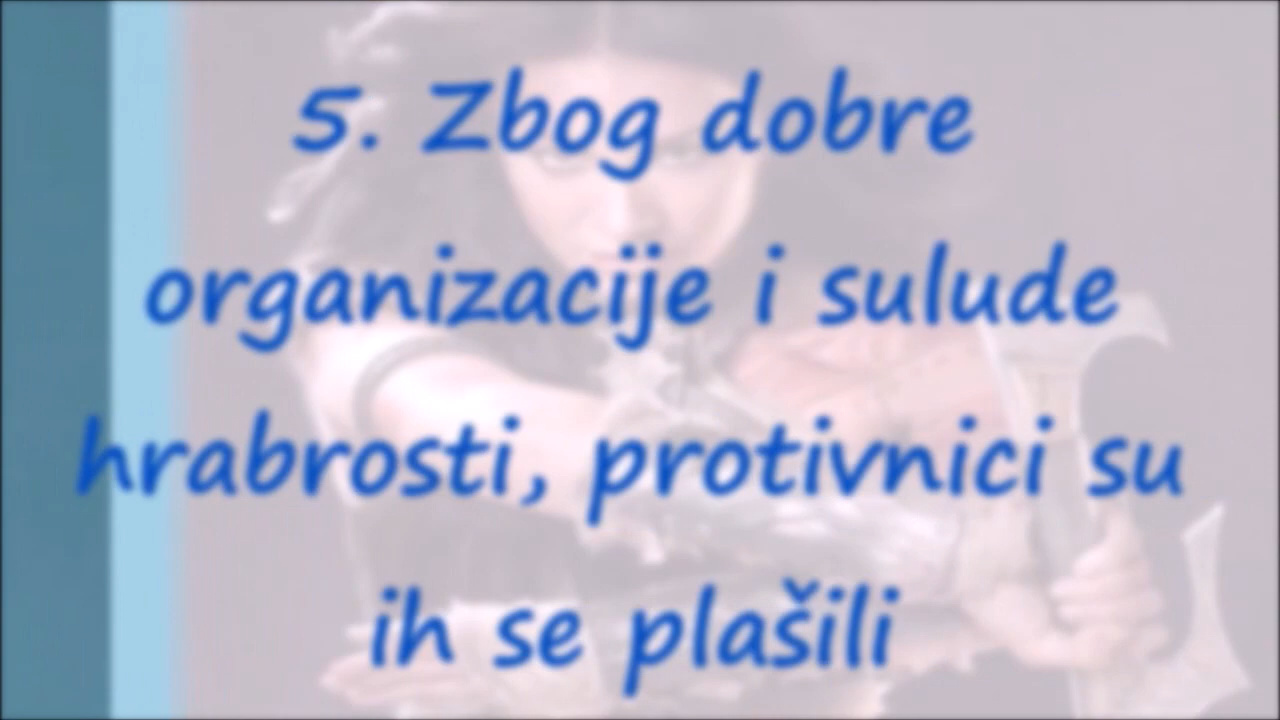 5. Zbog dobre
organizacije i sulude
hrabrosti, protivnici su
ih se plašili